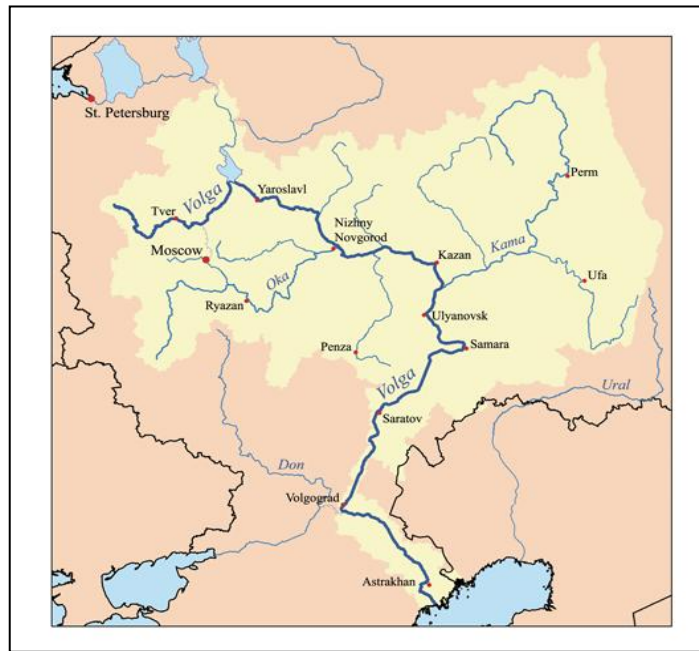 St. Petersburg
Perm
Yaroslavl
Volga
Tver
Nizhny
Novgorod
Moscow
Kazan
Kama
Ufa
Oka
Ryazan
Ulyanovsk
Penza
Samara
Volga
Ural
Saratov
Don
Volgograd
Astrakhan